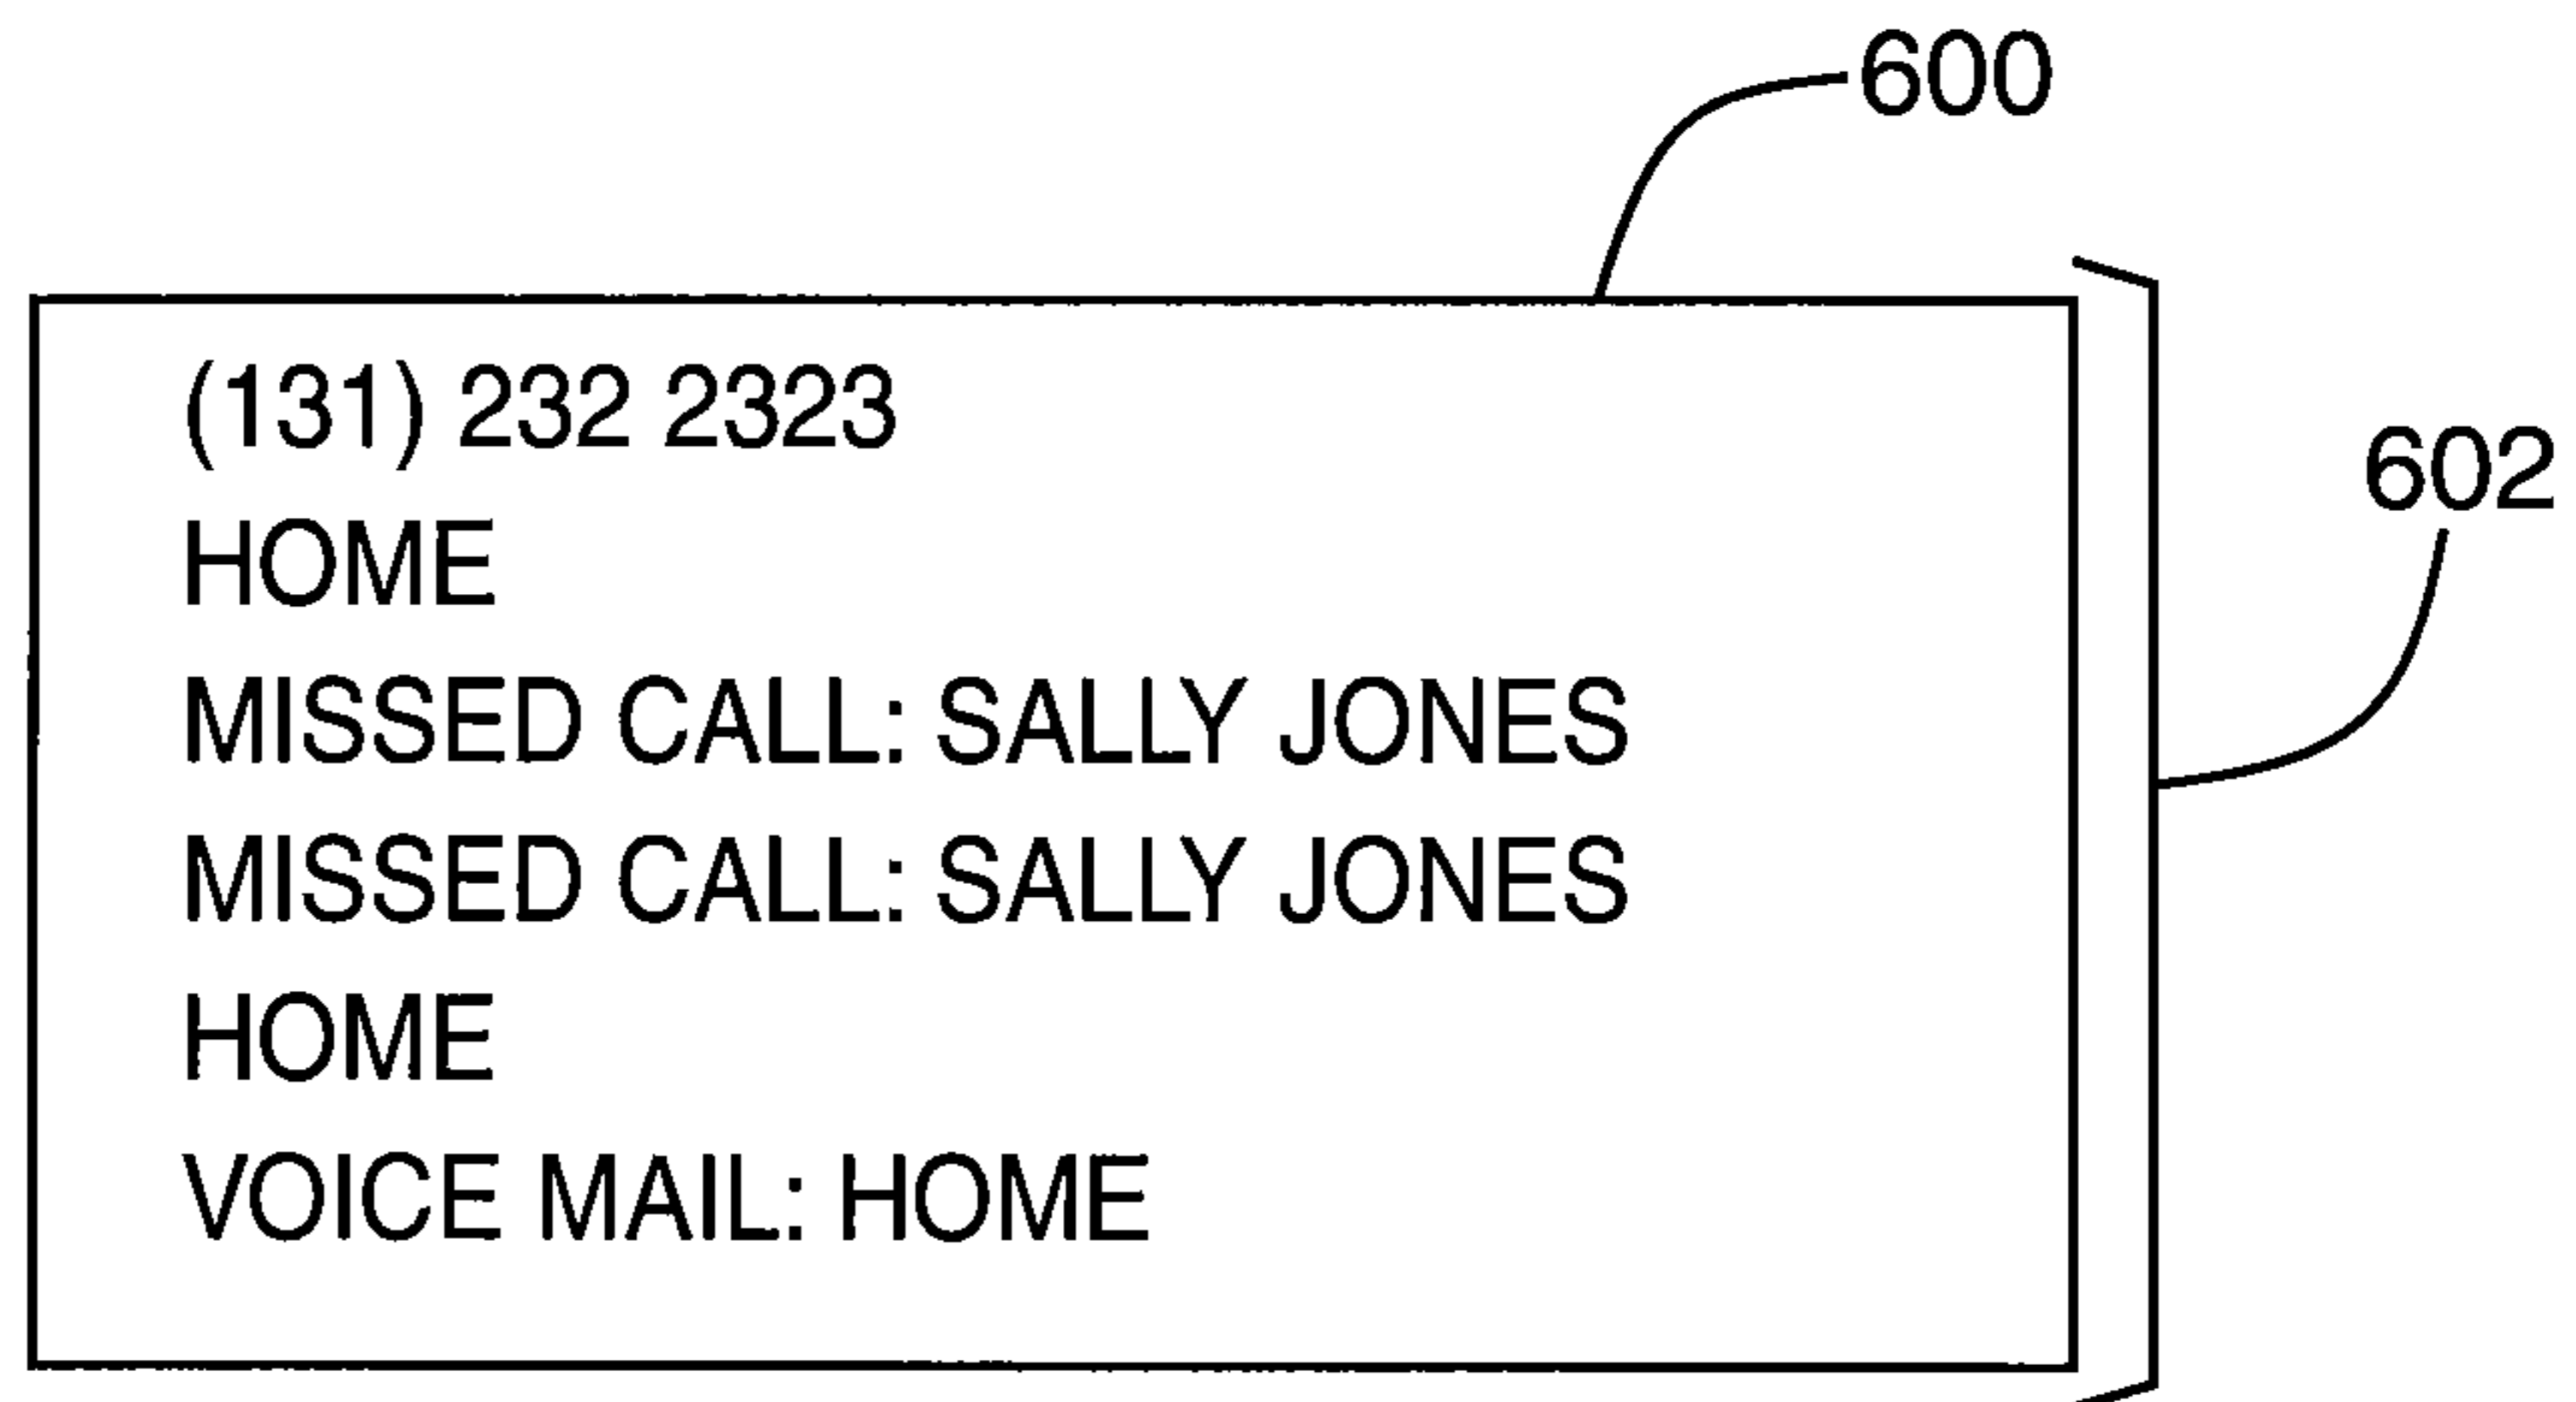 600
(131) 232 2323
HOME
MISSED CALL: SALLY JONES
MISSED CALL: SALLY JONES
HOME
VOICE MAIL: HOME
602